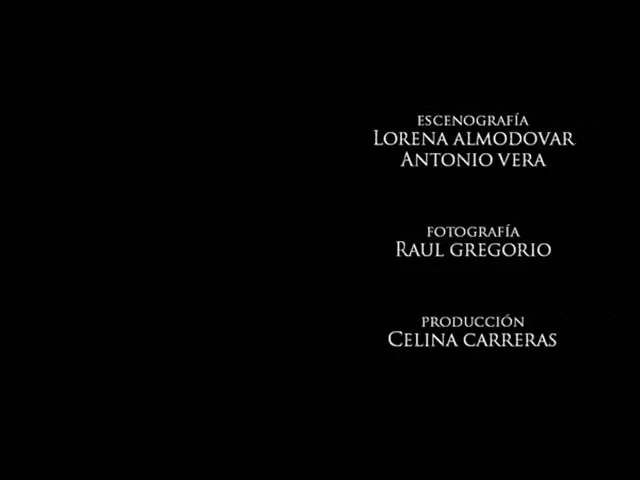 ESCENOGRAFÍA
LORENA ALMODOVAR
ANTONIO VERA
FOTOGRAFÍA
RAUL GREGORIO
PRODUCCIÓN
CELINA CARRERAS